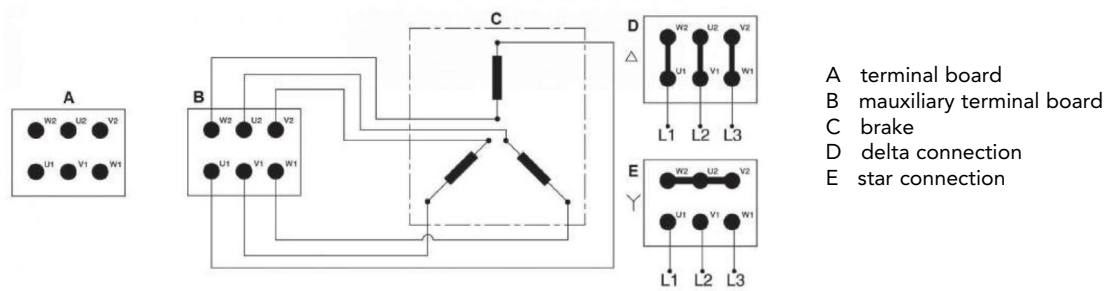 C
D W2 U2 V2
△
U1 V1 W1
L1 L2 L3
A
W2 U2 V2
U1 V1 W1
B
W2 U2 V2
U1 V1 W1
E W2 U2 V2
U1 V1 W1
L1 L2 L3
A terminal board
B mauxiliary terminal board
C brake
D delta connection
E star connection